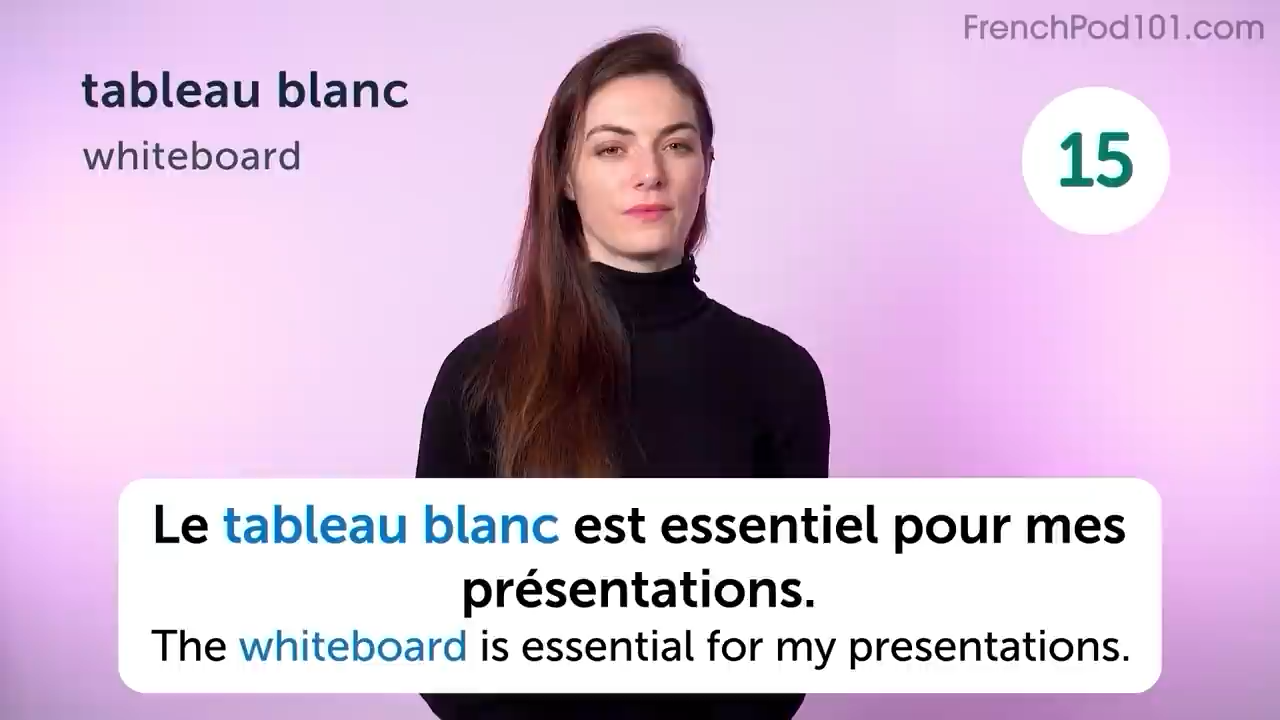 FrenchPod101.com
tableau blanc
whiteboard
15
Le tableau blanc est essentiel pour mes
présentations.
The whiteboard is essential for my presentations.